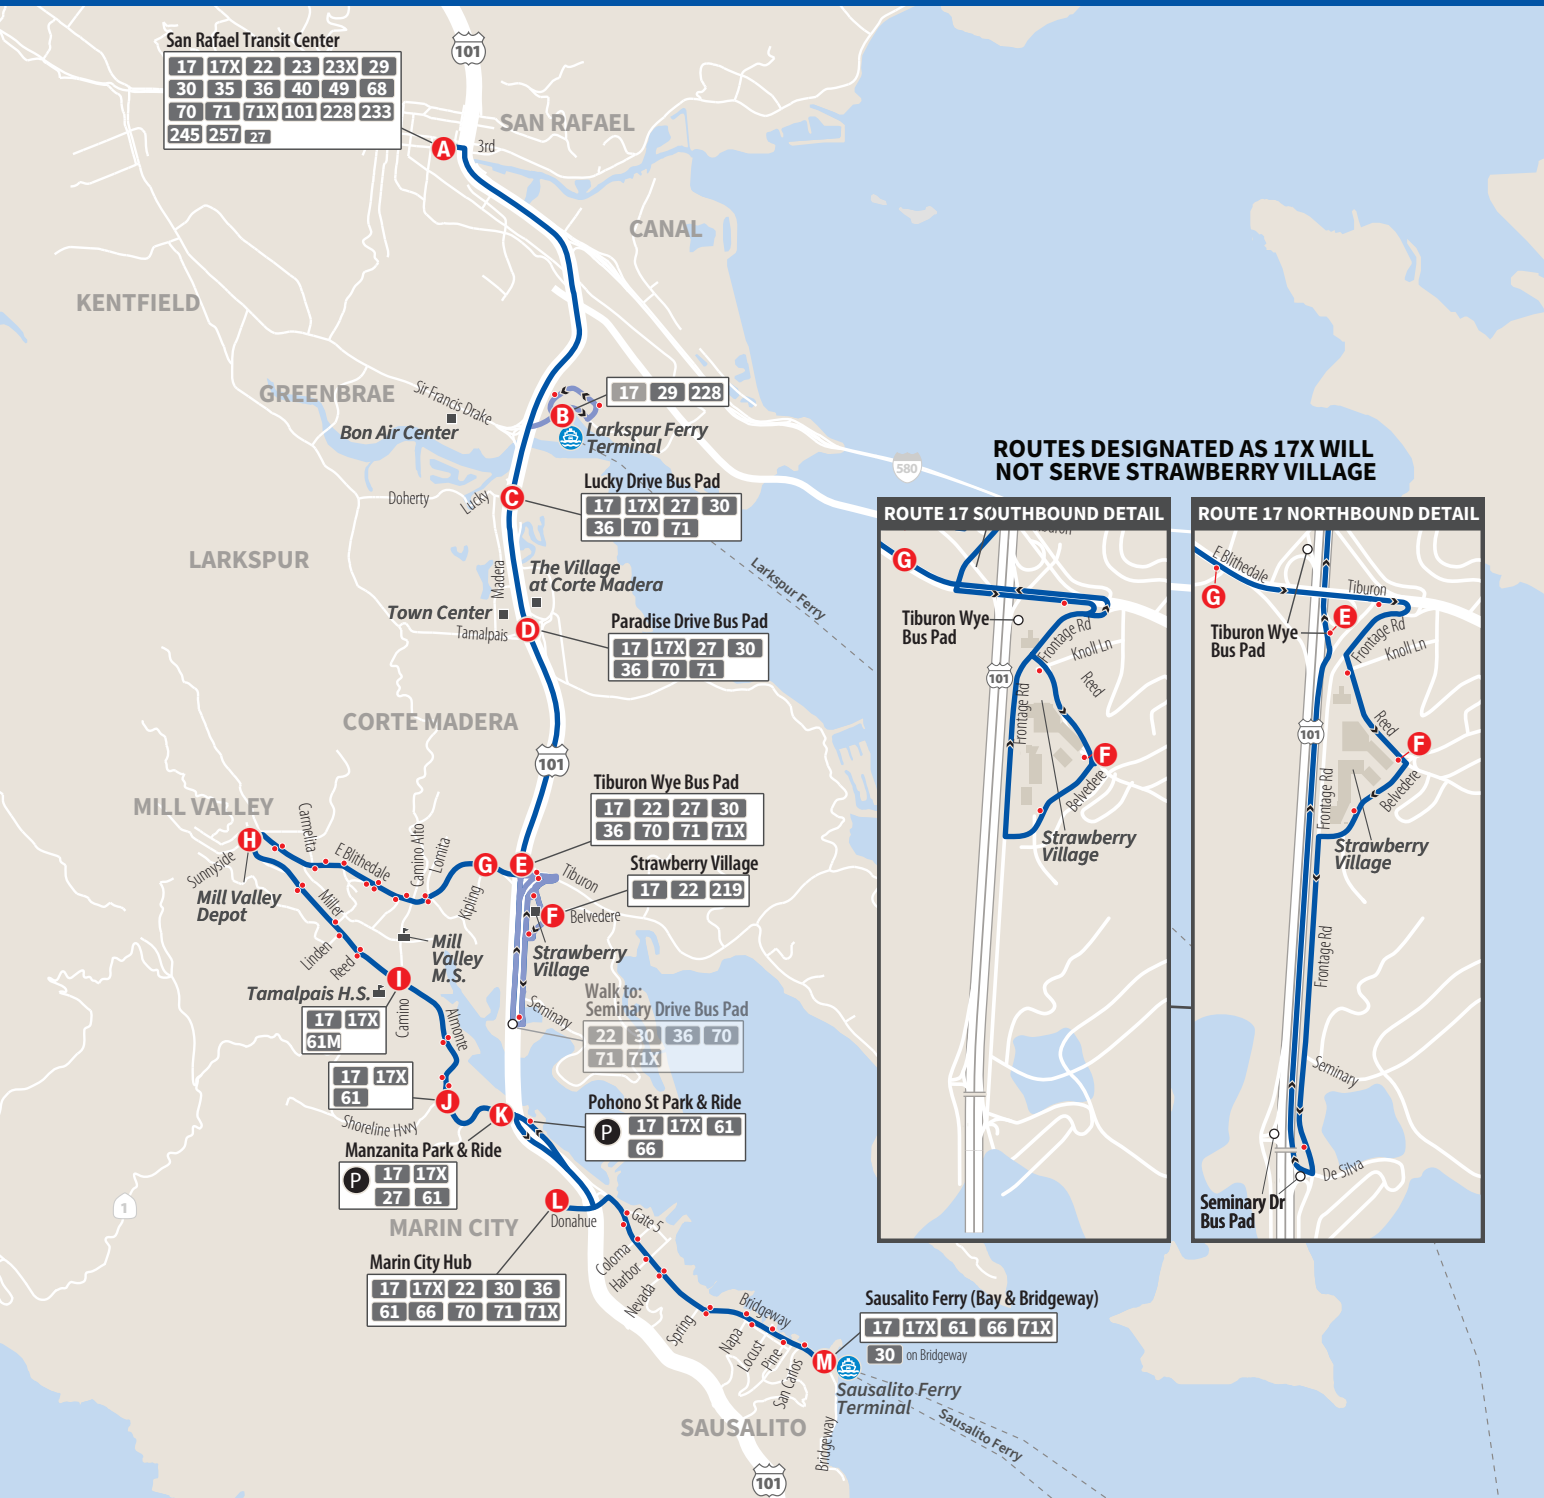 San Rafael Transit Center
17 17X 22 23 23X 29
30 35 36 40 49 68
70 71 71X 101 228 233
245 257 27
101
A
3rd
SAN RAFAEL
CANAL
KENTFIELD
GREENBRAE
Sir Francis Drake
Bon Air Center
17 29 228
B
Larkspur Ferry
Terminal
580
Doherty
Lucky
C
Lucky Drive Bus Pad
17 17X 27 30
36 70 71
Larkspur Ferry
LARKSPUR
Madera
The Village
at Corte Madera
Town Center
Tamalpais
D
Paradise Drive Bus Pad
17 17X 27 30
36 70 71
CORTE MADERA
101
MILL VALLEY
Tiburon Wye Bus Pad
17 22 27 30
36 70 71 71X
H
Carmelita
E Blithedale
Camino Alto
Lomita
G
E
Kipling
Sunnyside
Mill Valley
Depot
Strawberry Village
17 22 219
Tiburon
F
Belvedere
Strawberry
Village
Miller
Linden
Reed
Mill
Valley
M.S.
I
Tamalpais H.S.
17 17X
61M
Camino
Almonte
Seminary
Walk to:
Seminary Drive Bus Pad
22 30 36 70
71 71X
17 17X
61
J
Shoreline Hwy
K
Pohono St Park & Ride
P
17 17X 61
66
Manzanita Park & Ride
P
17 17X
27 61
1
MARIN CITY
L
Donahue
Marin City Hub
17 17X 22 30 36
61 66 70 71 71X
Gate 5
Coloma
Harbor
Nevada
Spring
Bridgeway
Napa
Locust
Pine
San Carlos
M
Sausalito Ferry (Bay & Bridgeway)
17 17X 61 66 71X
30 on Bridgeway
Sausalito Ferry
Terminal
Sausalito Ferry
SAUSALITO
Bridgeway
101
ROUTES DESIGNATED AS 17X WILL
NOT SERVE STRAWBERRY VILLAGE
ROUTE 17 SOUTHBOUND DETAIL
G
Tiburon Wye
Bus Pad
Frontage Rd
Knoll Ln
101
Reed
Frontage Rd
F
Belvedere
Strawberry
Village
ROUTE 17 NORTHBOUND DETAIL
E Blithedale
G
Tiburon
E
Tiburon Wye
Bus Pad
Frontage Rd
Knoll Ln
101
Reed
F
Frontage Rd
Belvedere
Strawberry
Village
Frontage Rd
Seminary
De Silva
Seminary Dr
Bus Pad